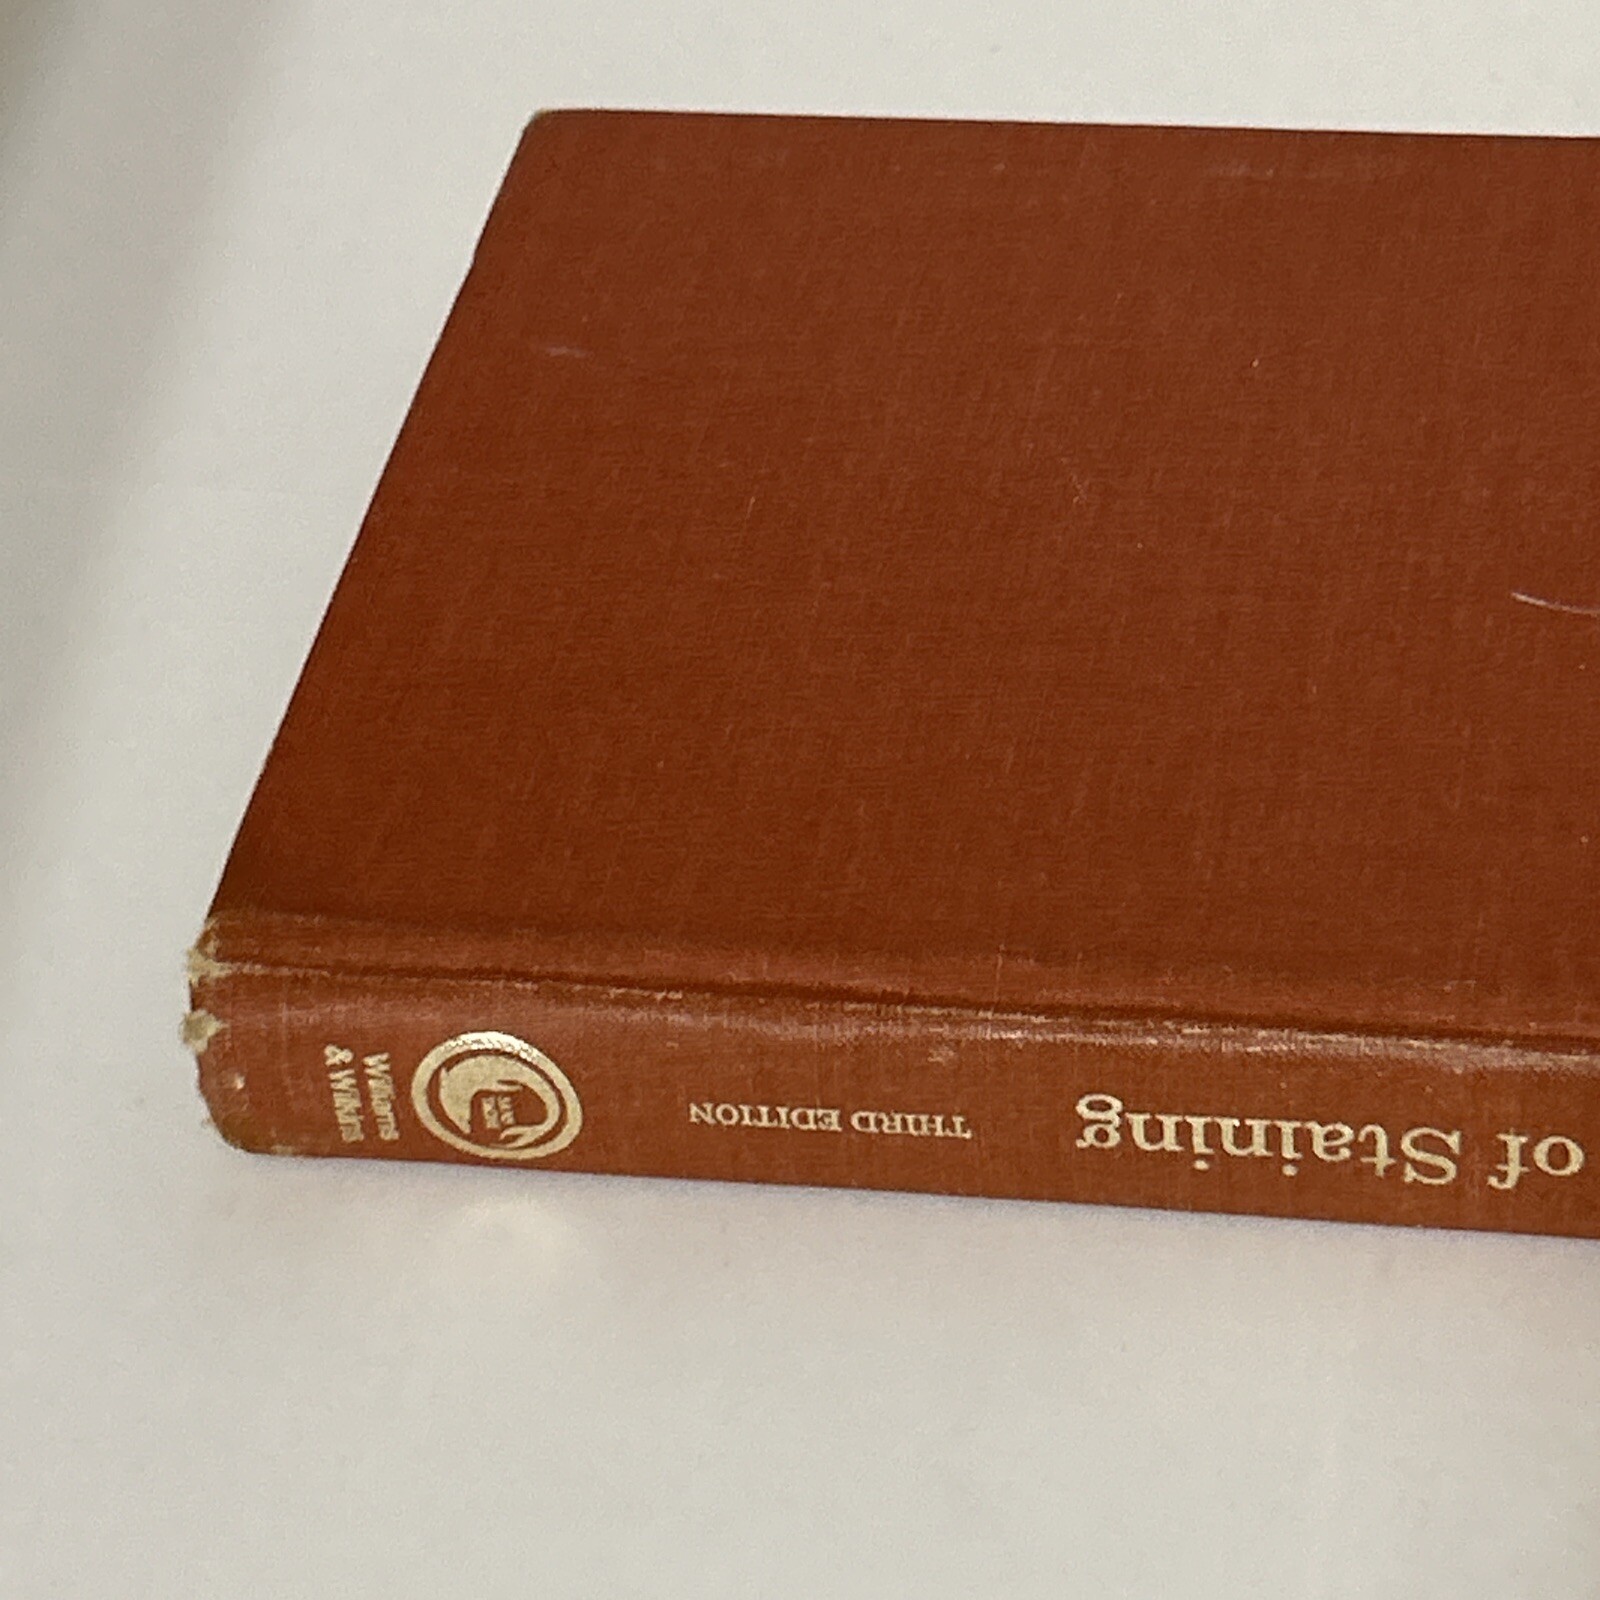 of Staining
THIRD EDITION
Williams
& Wilkins